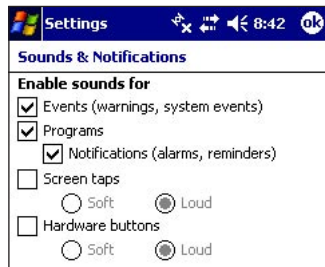 Settings 8:42 ok
Sounds & Notifications
Enable sounds for
Events (warnings, system events)
Programs
Notifications (alarms, reminders)
Screen taps
Soft Loud
Hardware buttons
Soft Loud